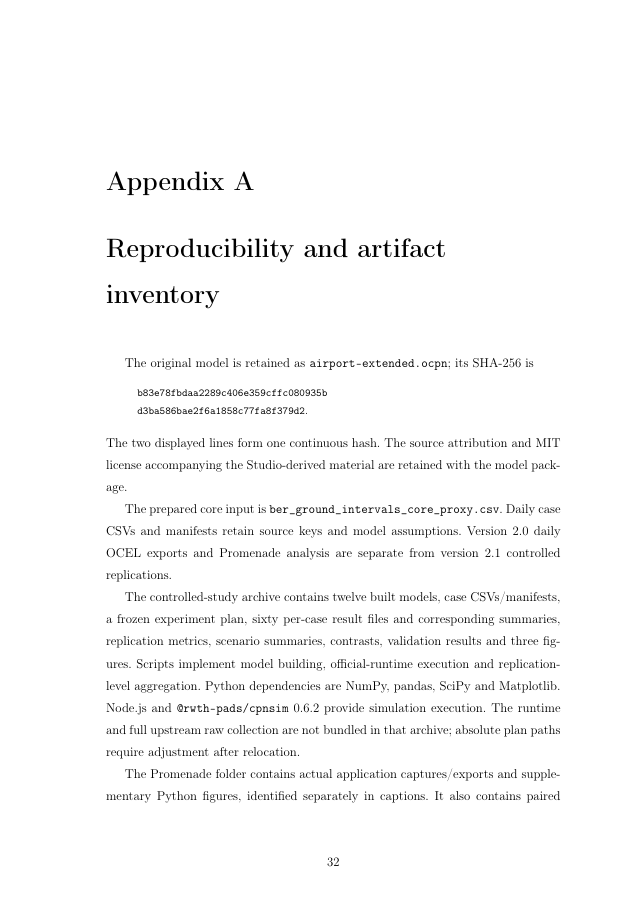 Appendix A
Reproducibility and artifact
inventory
The original model is retained as airport-extended.ocpn; its SHA-256 is
b83e78fbdaa2289c406e359cffc080935b
d3ba586bae2f6a1858c77fa8f379d2.
The two displayed lines form one continuous hash. The source attribution and MIT
license accompanying the Studio-derived material are retained with the model pack-
age.
The prepared core input is ber_ground_intervals_core_proxy.csv. Daily case
CSVs and manifests retain source keys and model assumptions. Version 2.0 daily
OCEL exports and Promenade analysis are separate from version 2.1 controlled
replications.
The controlled-study archive contains twelve built models, case CSVs/manifests,
a frozen experiment plan, sixty per-case result files and corresponding summaries,
replication metrics, scenario summaries, contrasts, validation results and three fig-
ures. Scripts implement model building, official-runtime execution and replication-
level aggregation. Python dependencies are NumPy, pandas, SciPy and Matplotlib.
Node.js and @rwth-pads/cpnsim 0.6.2 provide simulation execution. The runtime
and full upstream raw collection are not bundled in that archive; absolute plan paths
require adjustment after relocation.
The Promenade folder contains actual application captures/exports and supple-
mentary Python figures, identified separately in captions. It also contains paired
32